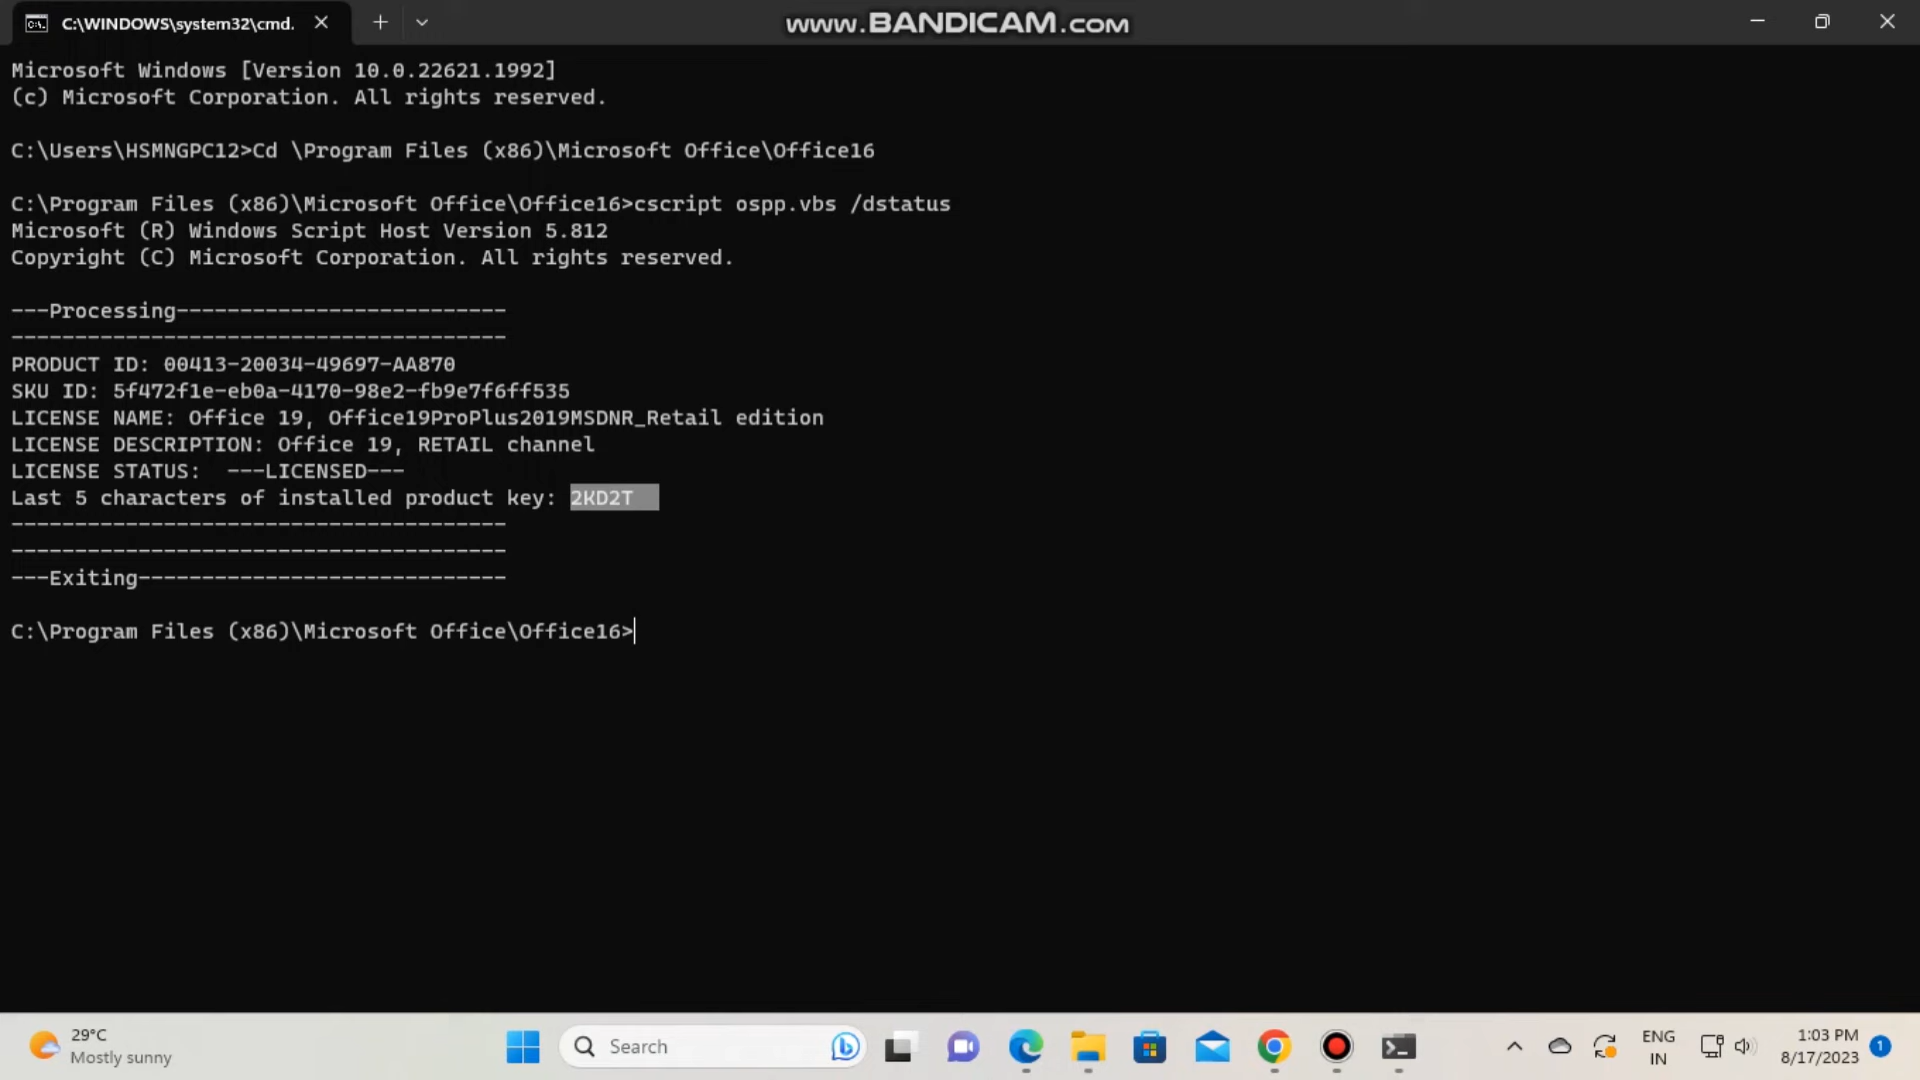 C:\WINDOWS\system32\cmd.
www.BANDICAM.com
Microsoft Windows [Version 10.0.22621.1992]
(c) Microsoft Corporation. All rights reserved.
C:\Users\HSMNGPC12>Cd \Program Files (x86)\Microsoft Office\Office16
C:\Program Files (x86)\Microsoft Office\Office16>cscript ospp.vbs /dstatus
Microsoft (R) Windows Script Host Version 5.812
Copyright (C) Microsoft Corporation. All rights reserved.
---Processing--------------------------
---------------------------------------
PRODUCT ID: 00413-20034-49697-AA870
SKU ID: 5f472f1e-eb0a-4170-98e2-fb9e7f6ff535
LICENSE NAME: Office 19, Office19ProPlus2019MSDNR_Retail edition
LICENSE DESCRIPTION: Office 19, RETAIL channel
LICENSE STATUS:  ---LICENSED---
Last 5 characters of installed product key: 2KD2T
---------------------------------------
---------------------------------------
---Exiting-----------------------------
C:\Program Files (x86)\Microsoft Office\Office16>
29°C
Mostly sunny
Search
ENG
IN
1:03 PM
8/17/2023
1